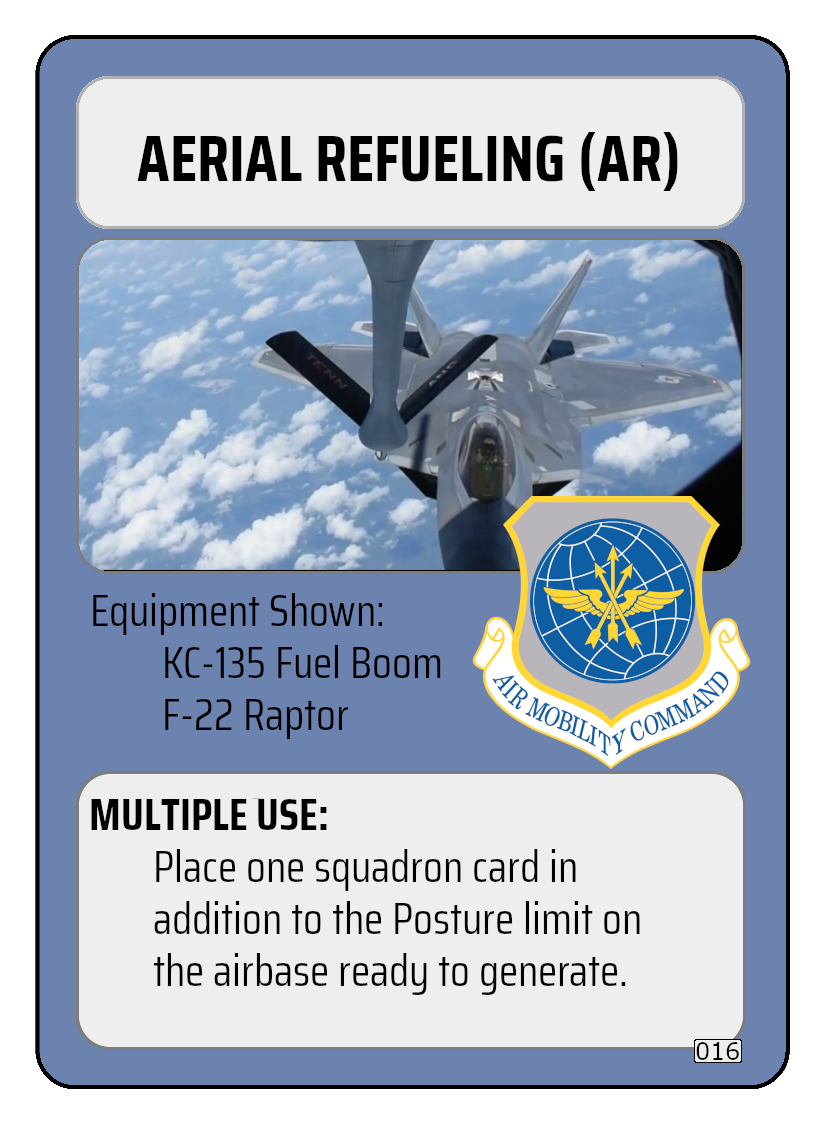 AERIAL REFUELING (AR)
TENN
ANG
Equipment Shown:
KC-135 Fuel Boom
F-22 Raptor
AIR MOBILITY COMMAND
MULTIPLE USE:
Place one squadron card in
addition to the Posture limit on
the airbase ready to generate.
016